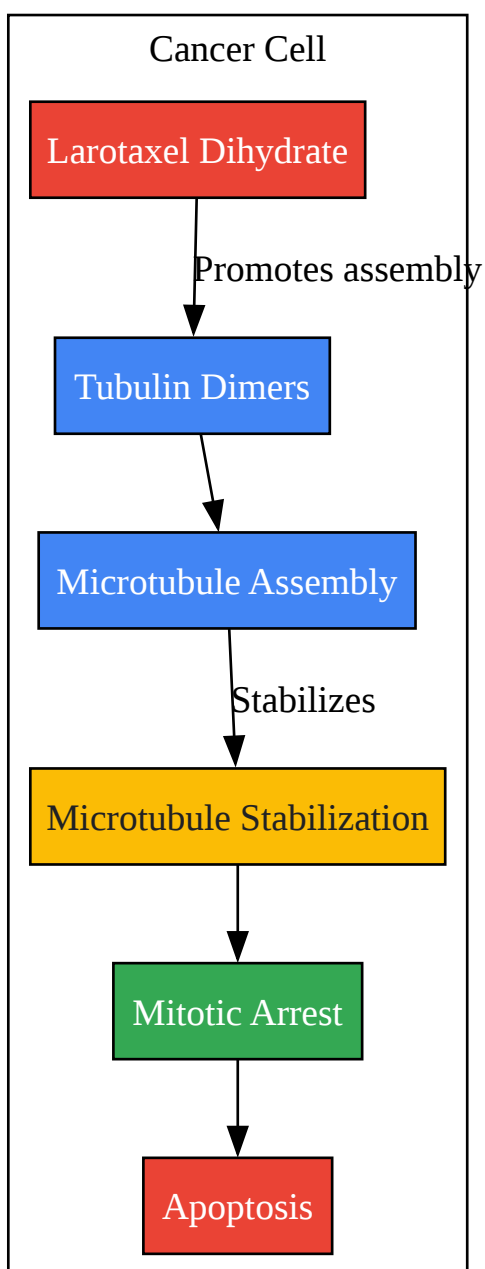 Cancer Cell
Larotaxel Dihydrate
Promotes assembly
Tubulin Dimers
Microtubule Assembly
Stabilizes
Microtubule Stabilization
Mitotic Arrest
Apoptosis